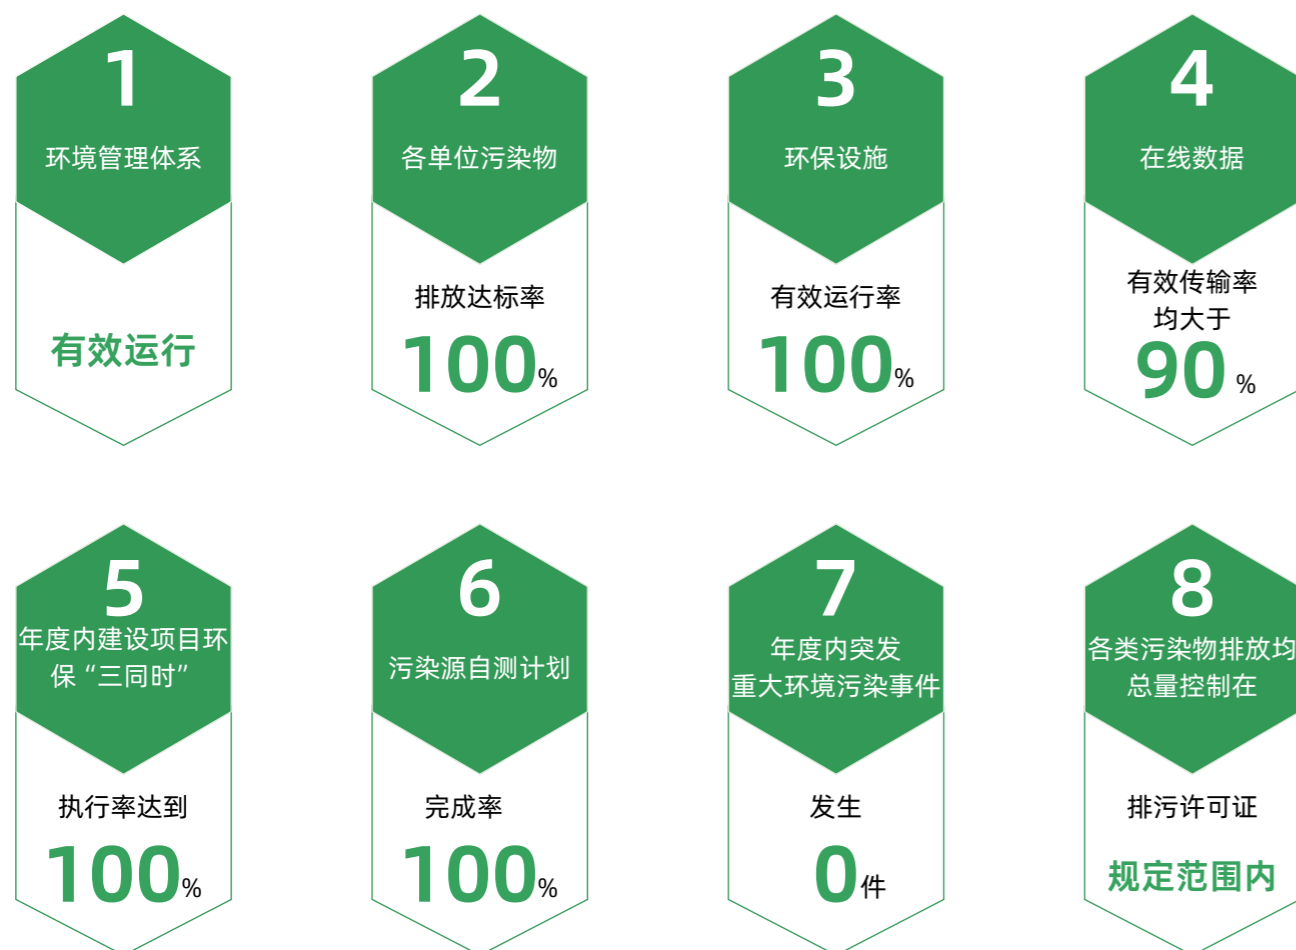 1
环境管理体系
有效运行
2
各单位污染物
排放达标率
100%
3
环保设施
有效运行率
100%
4
在线数据
有效传输率
均大于
90 %
5
年度内建设项目环
保“三同时”
执行率达到
100%
6
污染源自测计划
完成率
100%
7
年度内突发
重大环境污染事件
发生
0件
8
各类污染物排放均
总量控制在
排污许可证
规定范围内